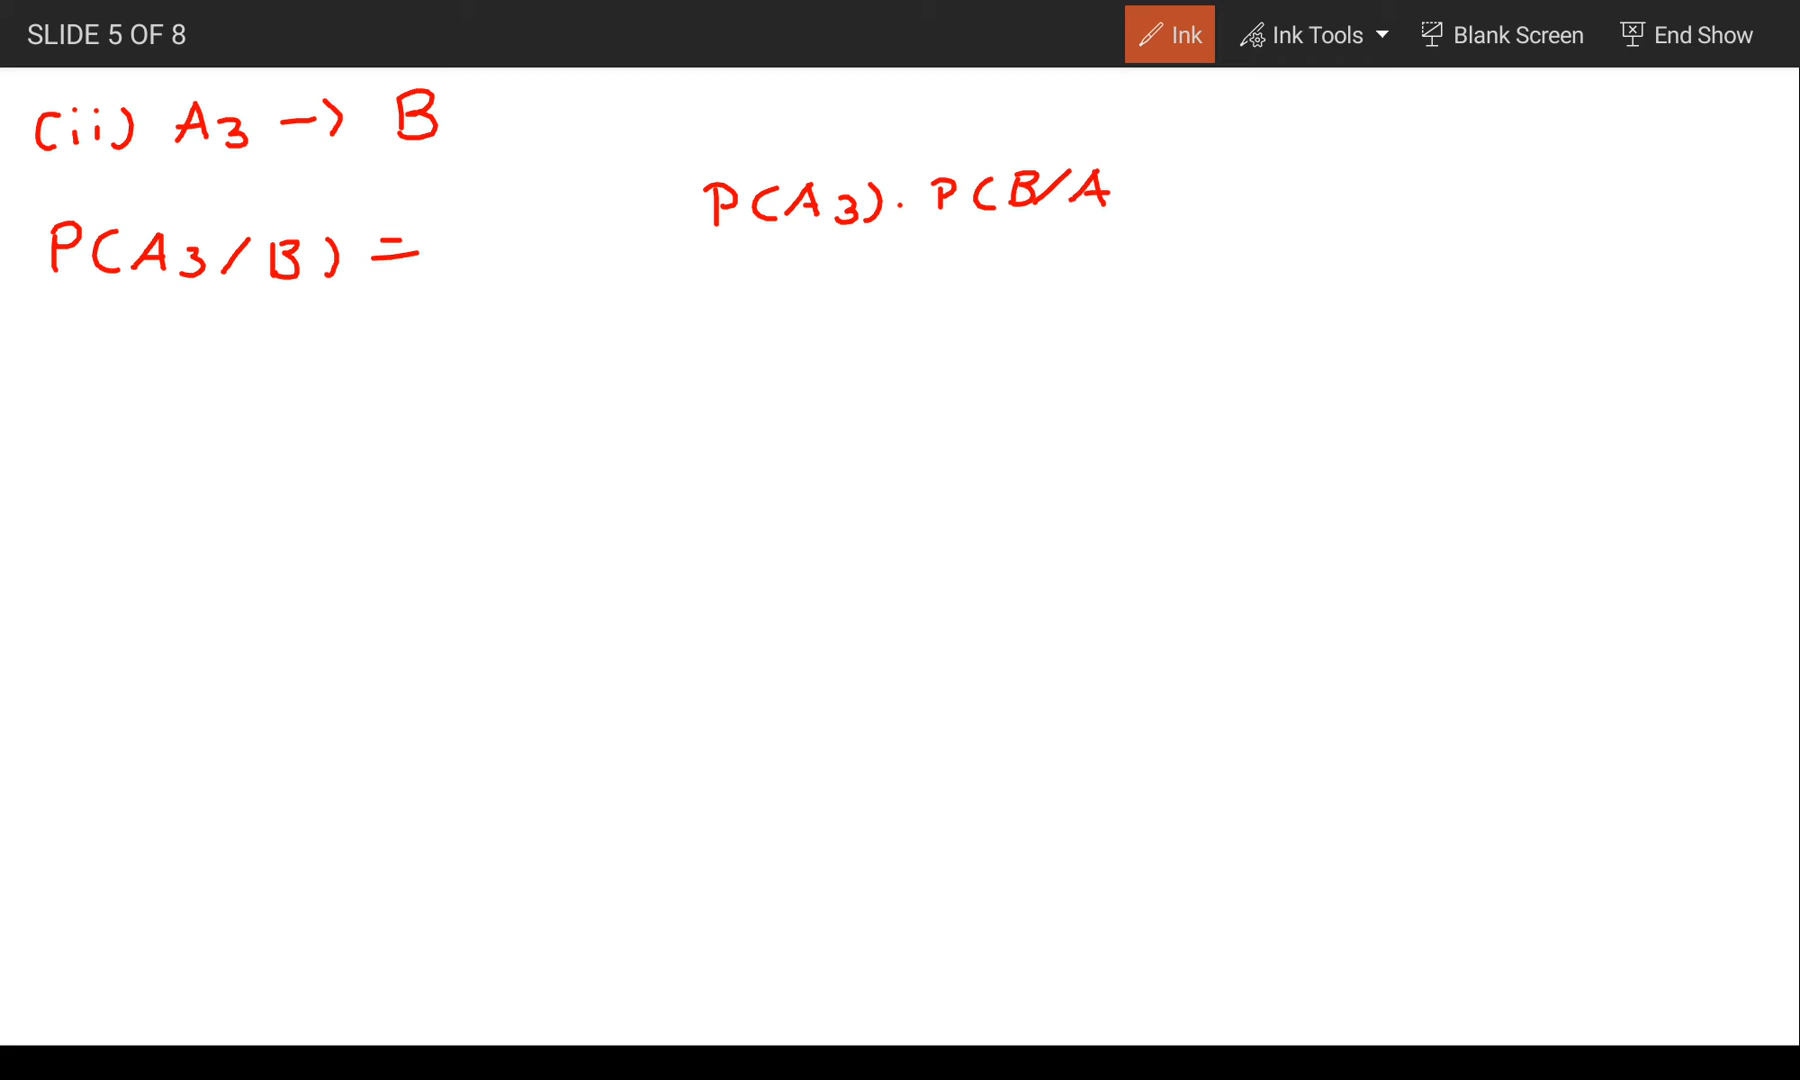 SLIDE 5 OF 8
Ink
Ink Tools
Blank Screen
End Show
(ii) A3 -> B
P(A3). P(B/A
P(A3/B) =